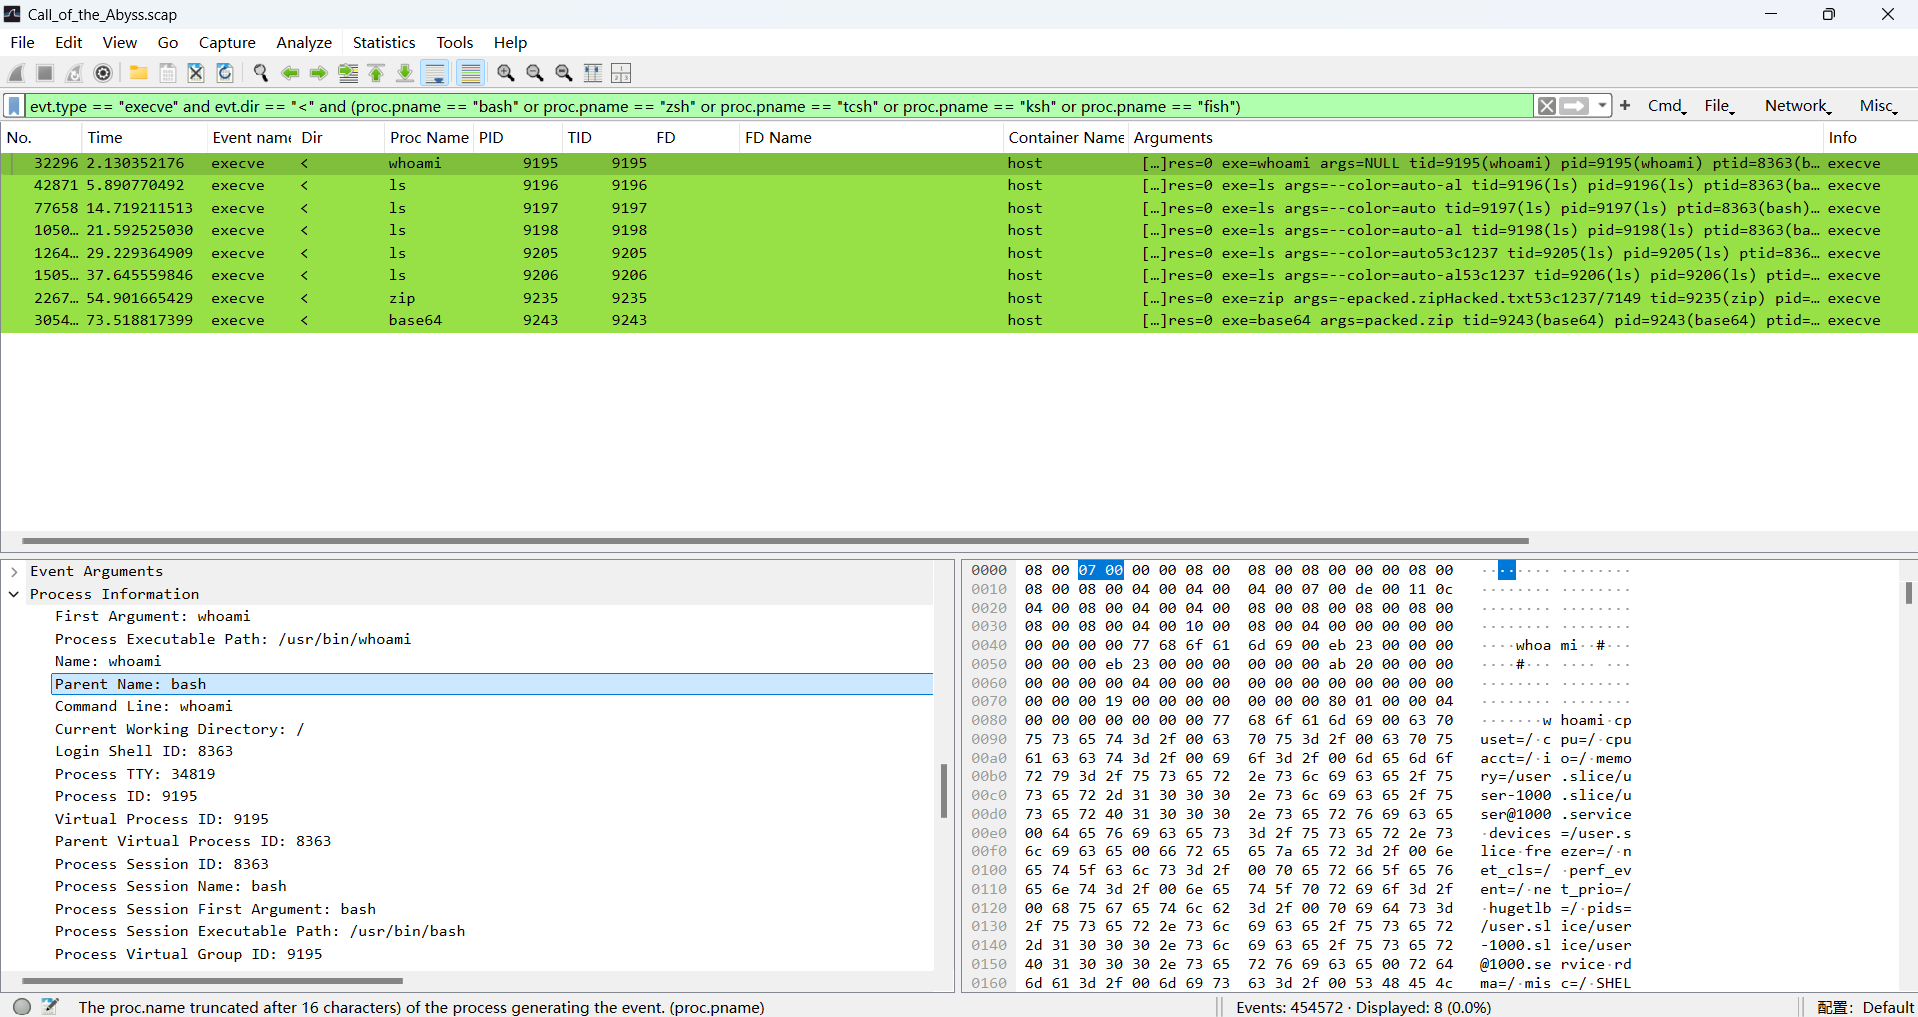 Call_of_the_Abyss.scap
File Edit View Go Capture Analyze Statistics Tools Help
evt.type == "execve" and evt.dir == "<" and (proc.pname == "bash" or proc.pname == "zsh" or proc.pname == "tcsh" or proc.pname == "ksh" or proc.pname == "fish") + Cmd File Network Misc
No. Time Event name Dir Proc Name PID TID FD FD Name Container Name Arguments Info
32296 2.130352176 execve < whoami 9195 9195 host […]res=0 exe=whoami args=NULL tid=9195(whoami) pid=9195(whoami) ptid=8363(b… execve
42871 5.890770492 execve < ls 9196 9196 host […]res=0 exe=ls args=--color=auto-al tid=9196(ls) pid=9196(ls) ptid=8363(ba… execve
77658 14.719211513 execve < ls 9197 9197 host […]res=0 exe=ls args=--color=auto tid=9197(ls) pid=9197(ls) ptid=8363(bash)… execve
1050… 21.592525030 execve < ls 9198 9198 host […]res=0 exe=ls args=--color=auto-al tid=9198(ls) pid=9198(ls) ptid=8363(ba… execve
1264… 29.229364909 execve < ls 9205 9205 host […]res=0 exe=ls args=--color=auto53c1237 tid=9205(ls) pid=9205(ls) ptid=836… execve
1505… 37.645559846 execve < ls 9206 9206 host […]res=0 exe=ls args=--color=auto-al53c1237 tid=9206(ls) pid=9206(ls) ptid=… execve
2267… 54.901665429 execve < zip 9235 9235 host […]res=0 exe=zip args=-epacked.zipHacked.txt53c1237/7149 tid=9235(zip) pid=… execve
3054… 73.518817399 execve < base64 9243 9243 host […]res=0 exe=base64 args=packed.zip tid=9243(base64) pid=9243(base64) ptid=… execve
Event Arguments
Process Information
First Argument: whoami
Process Executable Path: /usr/bin/whoami
Name: whoami
Parent Name: bash
Command Line: whoami
Current Working Directory: /
Login Shell ID: 8363
Process TTY: 34819
Process ID: 9195
Virtual Process ID: 9195
Parent Virtual Process ID: 8363
Process Session ID: 8363
Process Session Name: bash
Process Session First Argument: bash
Process Session Executable Path: /usr/bin/bash
Process Virtual Group ID: 9195
0000 08 00 07 00 00 00 08 00 08 00 08 00 00 00 08 00 ········ ········
0010 08 00 08 00 04 00 04 00 04 00 07 00 de 00 11 0c ········ ········
0020 04 00 08 00 04 00 04 00 08 00 08 00 08 00 08 00 ········ ········
0030 08 00 08 00 04 00 10 00 08 00 04 00 00 00 00 00 ········ ········
0040 00 00 00 00 77 68 6f 61 6d 69 00 eb 23 00 00 00 ····whoa mi··#···
0050 00 00 00 eb 23 00 00 00 00 00 00 ab 20 00 00 00 ····#··· ···· ···
0060 00 00 00 00 04 00 00 00 00 00 00 00 00 00 00 00 ········ ········
0070 00 00 00 19 00 00 00 00 00 00 00 80 01 00 00 04 ········ ········
0080 00 00 00 00 00 00 00 77 68 6f 61 6d 69 00 63 70 ·······w hoami·cp
0090 75 73 65 74 3d 2f 00 63 70 75 3d 2f 00 63 70 75 uset=/·c pu=/·cpu
00a0 61 63 63 74 3d 2f 00 69 6f 3d 2f 00 6d 65 6d 6f acct=/·i o=/·memo
00b0 72 79 3d 2f 75 73 65 72 2e 73 6c 69 63 65 2f 75 ry=/user .slice/u
00c0 73 65 72 2d 31 30 30 30 2e 73 6c 69 63 65 2f 75 ser-1000 .slice/u
00d0 73 65 72 40 31 30 30 30 2e 73 65 72 76 69 63 65 ser@1000 .service
00e0 00 64 65 76 69 63 65 73 3d 2f 75 73 65 72 2e 73 ·devices =/user.s
00f0 6c 69 63 65 00 66 72 65 65 7a 65 72 3d 2f 00 6e lice·fre ezer=/·n
0100 65 74 5f 63 6c 73 3d 2f 00 70 65 72 66 5f 65 76 et_cls=/ ·perf_ev
0110 65 6e 74 3d 2f 00 6e 65 74 5f 70 72 69 6f 3d 2f ent=/·ne t_prio=/
0120 00 68 75 67 65 74 6c 62 3d 2f 00 70 69 64 73 3d ·hugetlb =/·pids=
0130 2f 75 73 65 72 2e 73 6c 69 63 65 2f 75 73 65 72 /user.sl ice/user
0140 2d 31 30 30 30 2e 73 6c 69 63 65 2f 75 73 65 72 -1000.sl ice/user
0150 40 31 30 30 30 2e 73 65 72 76 69 63 65 00 72 64 @1000.se rvice·rd
0160 6d 61 3d 2f 00 6d 69 73 63 3d 2f 00 53 48 45 4c ma=/·mis c=/·SHEL
The proc.name truncated after 16 characters) of the process generating the event. (proc.pname) Events: 454572 · Displayed: 8 (0.0%) 配置: Default